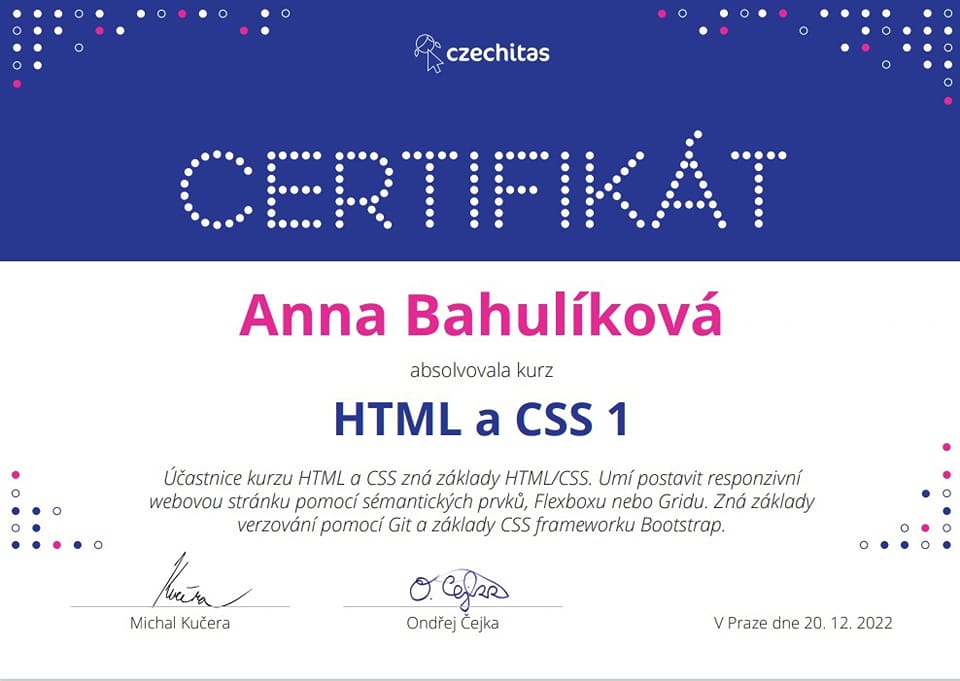 czechitas
CERTIFIKÁT
Anna Bahulíková
absolvovala kurz
HTML a CSS 1
Účastnice kurzu HTML a CSS zná základy HTML/CSS. Umí postavit responzivní
webovou stránku pomocí sémantických prvků, Flexboxu nebo Gridu. Zná základy
verzování pomocí Git a základy CSS frameworku Bootstrap.
Kučera
O. Čejka
Michal Kučera
Ondřej Čejka
V Praze dne 20. 12. 2022